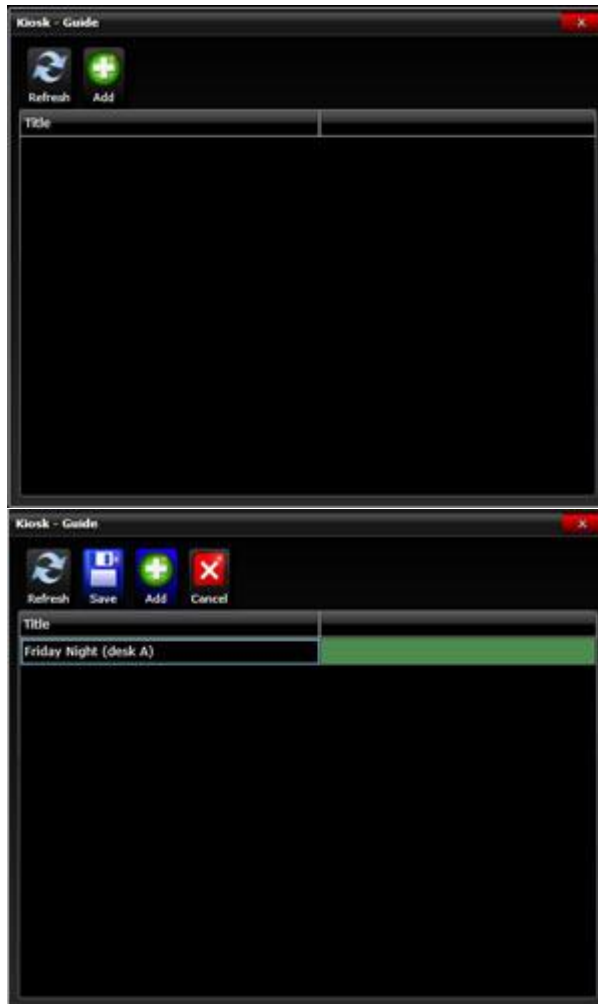 Kiosk - Guide
Refresh Add
Title
Kiosk - Guide
Refresh Save Add Cancel
Title
Friday Night (desk A)